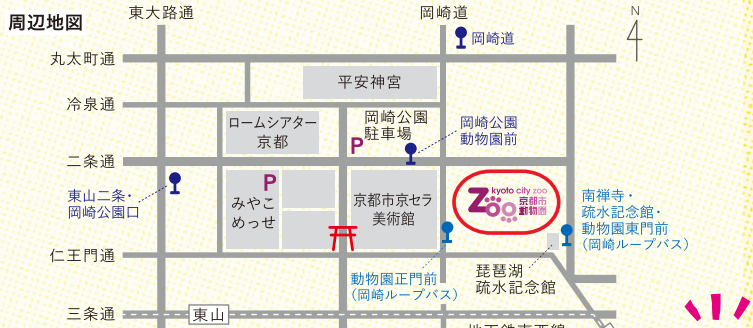 周辺地図
東大路通
岡崎道
N
岡崎道
丸太町通
平安神宮
冷泉通
ロームシアター
京都
岡崎公園
駐車場
P
岡崎公園
動物園前
二条通
東山二条・
岡崎公園口
P
みやこ
めっせ
京都市京セラ
美術館
kyoto city zoo
ZOO
京都市
動物園
南禅寺・
疏水記念館・
動物園東門前
(岡崎ループバス)
仁王門通
動物園正門前
(岡崎ループバス)
琵琶湖
疏水記念館
三条通
東山
地下鉄東西線